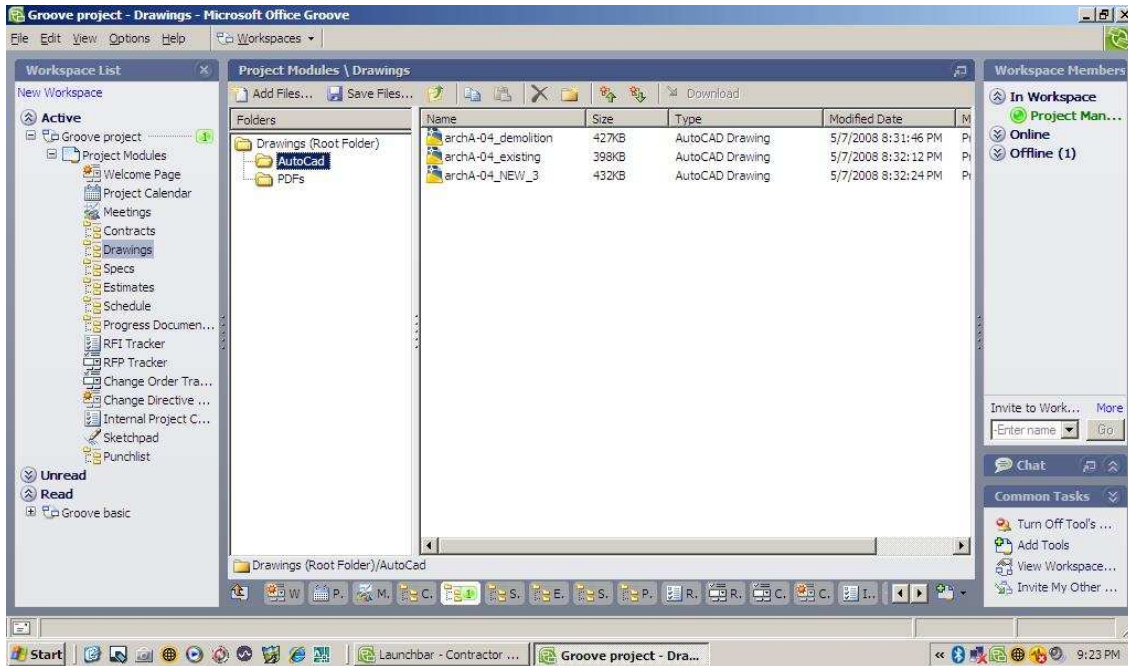 Groove project - Drawings - Microsoft Office Groove
File Edit View Options Help Workspaces
Workspace List
New Workspace
Active
Groove project
Project Modules
Welcome Page
Project Calendar
Meetings
Contracts
Drawings
Specs
Estimates
Schedule
Progress Documen...
RFI Tracker
RFP Tracker
Change Order Tra...
Change Directive ...
Internal Project C...
Sketchpad
Punchlist
Unread
Read
Groove basic
Project Modules \ Drawings
Add Files... Save Files... Download
Folders
Drawings (Root Folder)
AutoCad
PDFs
Name Size Type Modified Date M
archA-04_demolition 427KB AutoCAD Drawing 5/7/2008 8:31:46 PM Pr
archA-04_existing 398KB AutoCAD Drawing 5/7/2008 8:32:12 PM Pr
archA-04_NEW_3 432KB AutoCAD Drawing 5/7/2008 8:32:24 PM Pr
Drawings (Root Folder)/AutoCad
W P. M. C. S. E. S. P. R. R. C. C. I..
Workspace Members
In Workspace
Project Man...
Online
Offline (1)
Invite to Work... More
-Enter name Go
Chat
Common Tasks
Turn Off Tool's ...
Add Tools
View Workspace...
Invite My Other ...
Start Launchbar - Contractor ... Groove project - Dra... « 9:23 PM